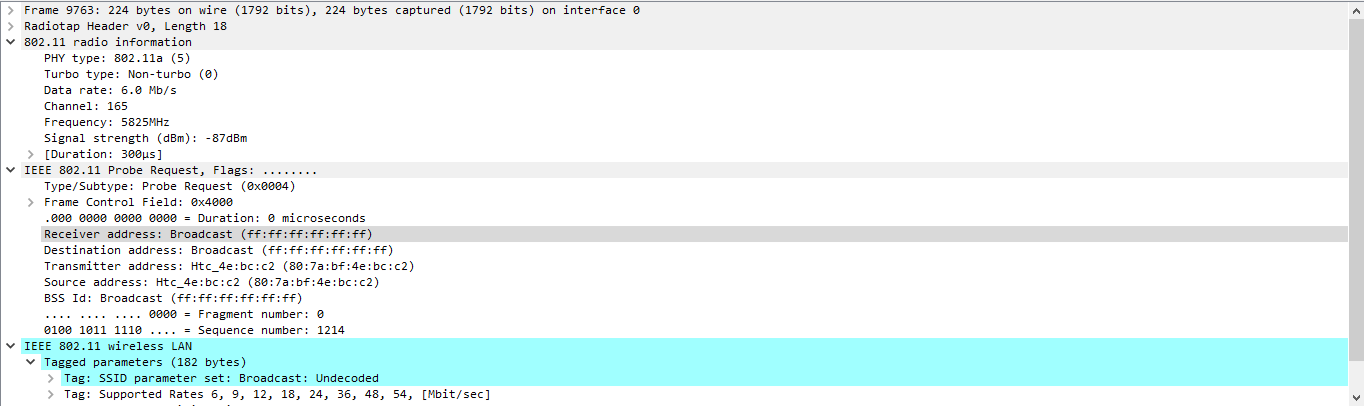 Frame 9763: 224 bytes on wire (1792 bits), 224 bytes captured (1792 bits) on interface 0
Radiotap Header v0, Length 18
802.11 radio information
PHY type: 802.11a (5)
Turbo type: Non-turbo (0)
Data rate: 6.0 Mb/s
Channel: 165
Frequency: 5825MHz
Signal strength (dBm): -87dBm
[Duration: 300µs]
IEEE 802.11 Probe Request, Flags: ........
Type/Subtype: Probe Request (0x0004)
Frame Control Field: 0x4000
.000 0000 0000 0000 = Duration: 0 microseconds
Receiver address: Broadcast (ff:ff:ff:ff:ff:ff)
Destination address: Broadcast (ff:ff:ff:ff:ff:ff)
Transmitter address: Htc_4e:bc:c2 (80:7a:bf:4e:bc:c2)
Source address: Htc_4e:bc:c2 (80:7a:bf:4e:bc:c2)
BSS Id: Broadcast (ff:ff:ff:ff:ff:ff)
.... .... .... 0000 = Fragment number: 0
0100 1011 1110 .... = Sequence number: 1214
IEEE 802.11 wireless LAN
Tagged parameters (182 bytes)
Tag: SSID parameter set: Broadcast: Undecoded
Tag: Supported Rates 6, 9, 12, 18, 24, 36, 48, 54, [Mbit/sec]